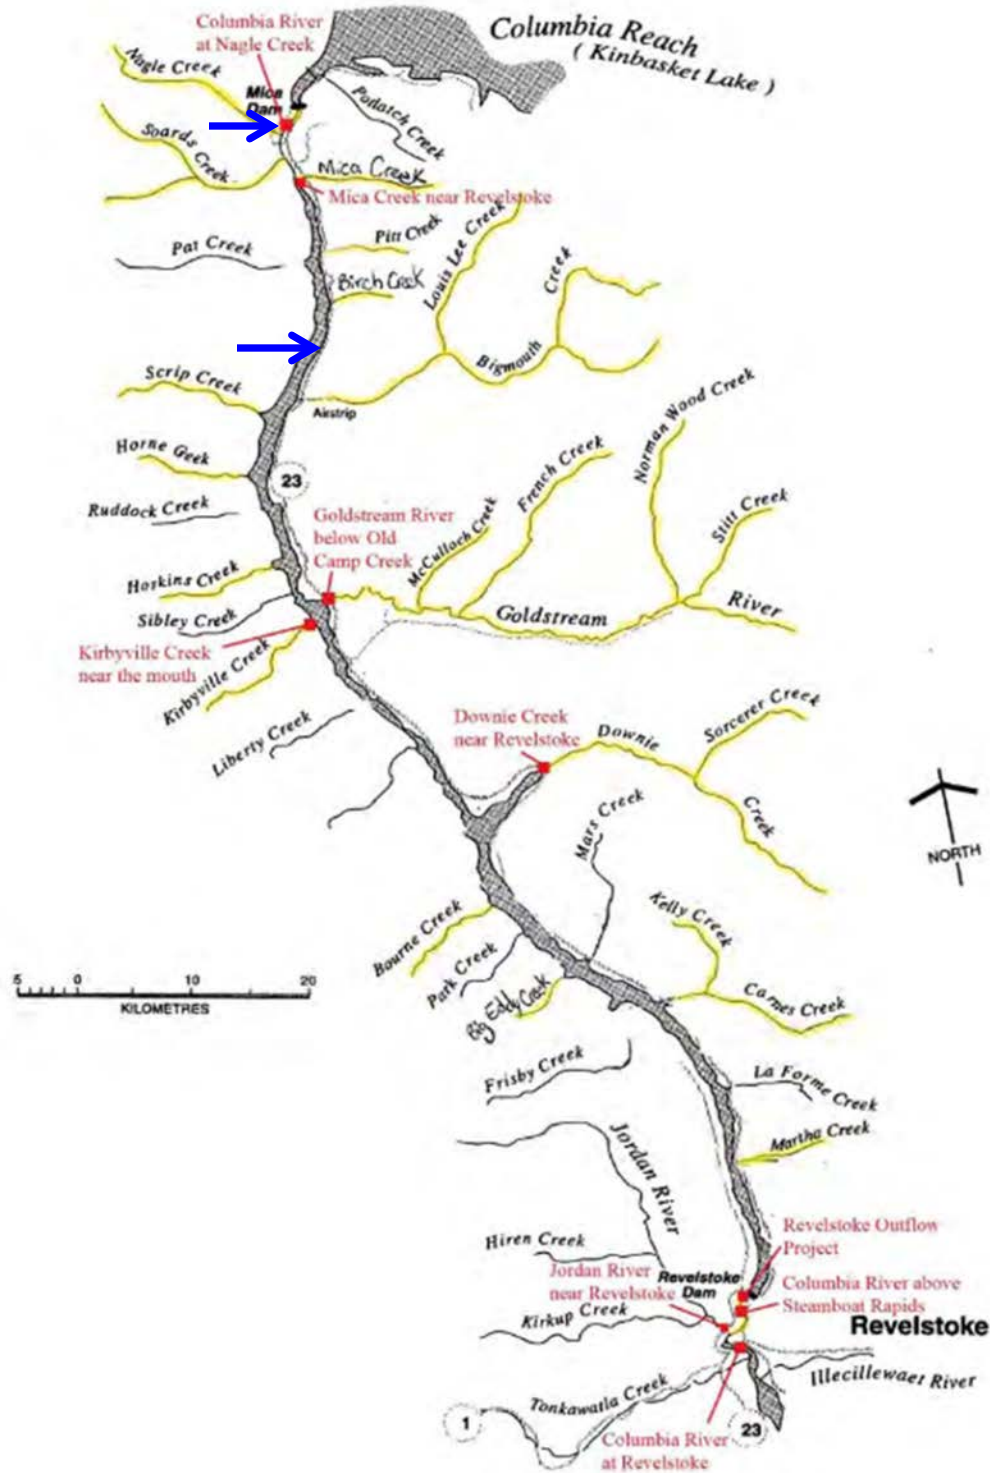 Columbia River
at Nagle Creek
Columbia Reach
( Kinbasket Lake )
Nagle Creek
Mica
Dam
Podatch Creek
Soards Creek
Mica Creek
Mica Creek near Revelstoke
Pat Creek
Pitt Creek
Louis Lee Creek
Birch Creek
Creek
Bigmouth
Scrip Creek
Airstrip
Norman Wood Creek
Horne Geek
23
French Creek
Ruddock Creek
Goldstream River
below Old
Camp Creek
McCulloch Creek
Stitt Creek
Hoskins Creek
Sibley Creek
Goldstream
River
Kirbyville Creek
near the mouth
Kirbyville Creek
Liberty Creek
Downie Creek
near Revelstoke
Downie
Sorcerer Creek
Creek
Mars Creek
NORTH
Kelly Creek
Bourne Creek
Park Creek
Big Eddy Creek
Carnes Creek
5 0 10 20
KILOMETRES
Frisby Creek
La Forme Creek
Martha Creek
Jordan River
Hiren Creek
Revelstoke Outflow
Project
Jordan River
near Revelstoke
Revelstoke
Dam
Columbia River above
Steamboat Rapids
Kirkup Creek
Revelstoke
Illecillewaet River
Tonkawatla Creek
1
23
Columbia River
at Revelstoke